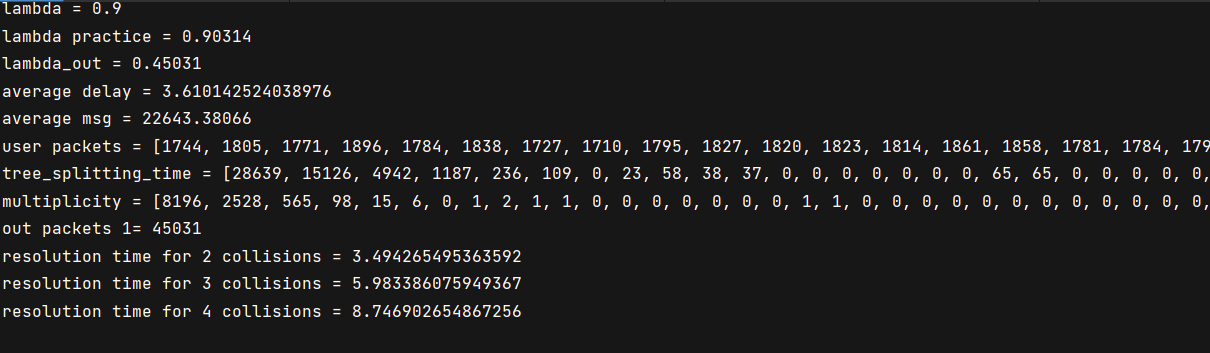 lambda = 0.9
lambda practice = 0.90314
lambda_out = 0.45031
average delay = 3.610142524038976
average msg = 22643.38066
user packets = [1744, 1805, 1771, 1896, 1784, 1838, 1727, 1710, 1795, 1827, 1820, 1823, 1814, 1861, 1858, 1781, 1784, 179
tree_splitting_time = [28639, 15126, 4942, 1187, 236, 109, 0, 23, 58, 38, 37, 0, 0, 0, 0, 0, 0, 0, 65, 65, 0, 0, 0, 0, 0,
multiplicity = [8196, 2528, 565, 98, 15, 6, 0, 1, 2, 1, 1, 0, 0, 0, 0, 0, 0, 0, 1, 1, 0, 0, 0, 0, 0, 0, 0, 0, 0, 0, 0, 0,
out packets 1= 45031
resolution time for 2 collisions = 3.494265495363592
resolution time for 3 collisions = 5.983386075949367
resolution time for 4 collisions = 8.746902654867256